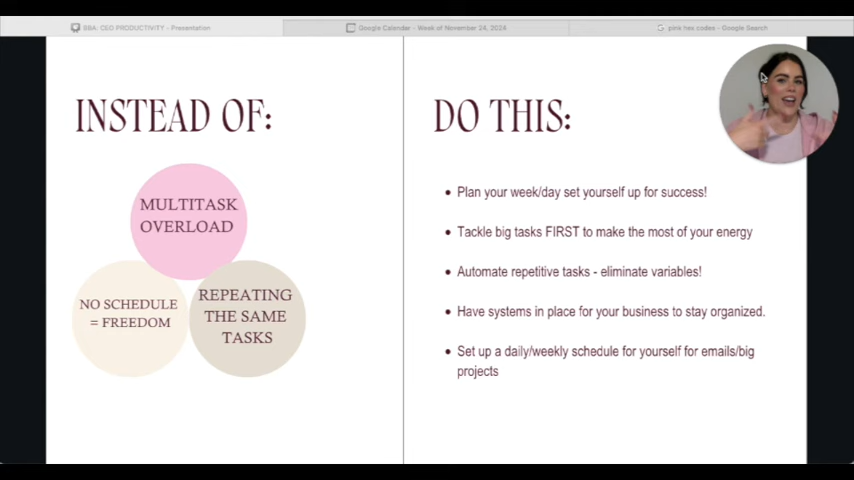 BBA: CEO PRODUCTIVITY - Presentation
Google Calendar - Week of November 24, 2024
pink hex codes - Google Search
INSTEAD OF:
MULTITASK
OVERLOAD
NO SCHEDULE
= FREEDOM
REPEATING
THE SAME
TASKS
DO THIS:
• Plan your week/day set yourself up for success!
• Tackle big tasks FIRST to make the most of your energy
• Automate repetitive tasks - eliminate variables!
• Have systems in place for your business to stay organized.
• Set up a daily/weekly schedule for yourself for emails/big
projects